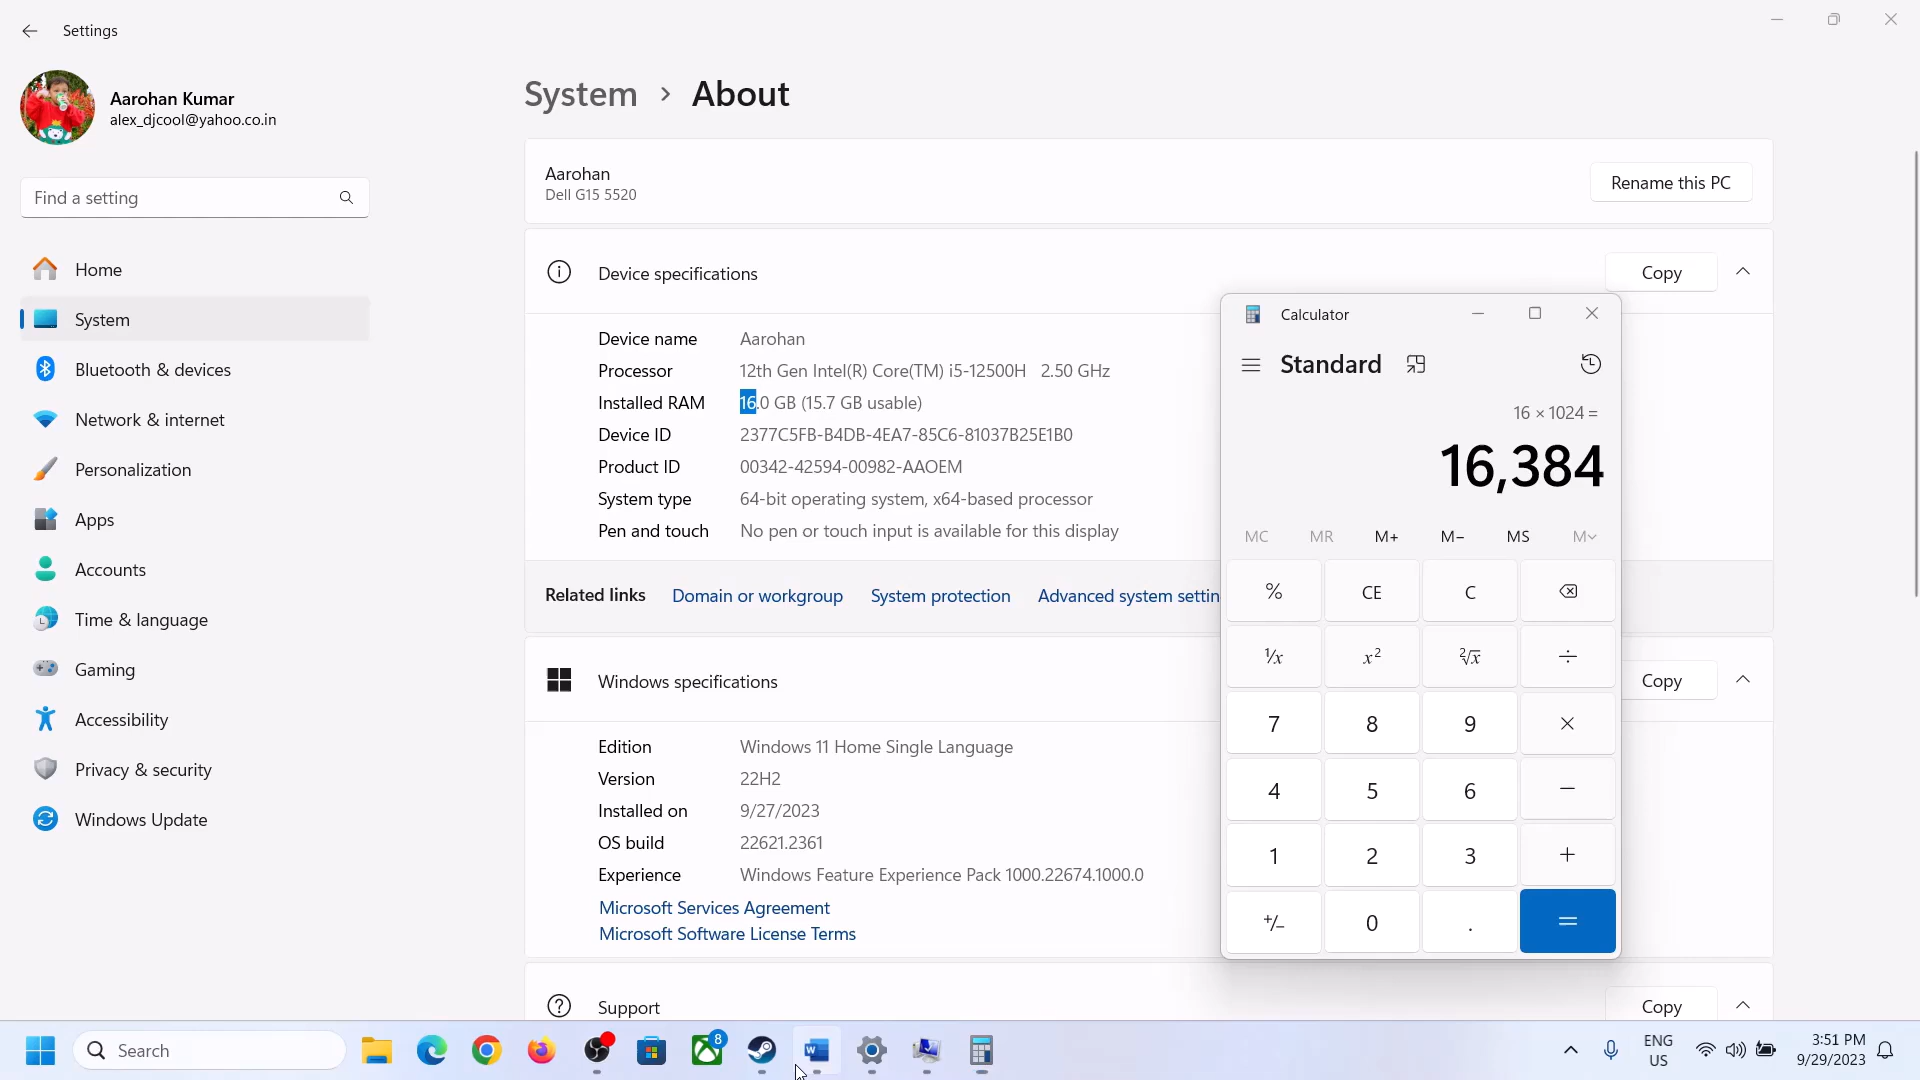 Settings
Aarohan Kumar
alex_djcool@yahoo.co.in
Find a setting
Home
System
Bluetooth & devices
Network & internet
Personalization
Apps
Accounts
Time & language
Gaming
Accessibility
Privacy & security
Windows Update
System > About
Aarohan
Dell G15 5520
Rename this PC
Device specifications
Copy
Device name Aarohan
Processor 12th Gen Intel(R) Core(TM) i5-12500H 2.50 GHz
Installed RAM 16.0 GB (15.7 GB usable)
Device ID 2377C5FB-B4DB-4EA7-85C6-81037B25E1B0
Product ID 00342-42594-00982-AAOEM
System type 64-bit operating system, x64-based processor
Pen and touch No pen or touch input is available for this display
Related links Domain or workgroup System protection Advanced system settin
Windows specifications
Copy
Edition Windows 11 Home Single Language
Version 22H2
Installed on 9/27/2023
OS build 22621.2361
Experience Windows Feature Experience Pack 1000.22674.1000.0
Microsoft Services Agreement
Microsoft Software License Terms
Support
Copy
Calculator
Standard
16 × 1024 =
16,384
MC MR M+ M− MS M
% CE C
1/x x² ²√x ÷
7 8 9 ×
4 5 6 −
1 2 3 +
+/− 0 . =
Search
8
ENG
US
3:51 PM
9/29/2023